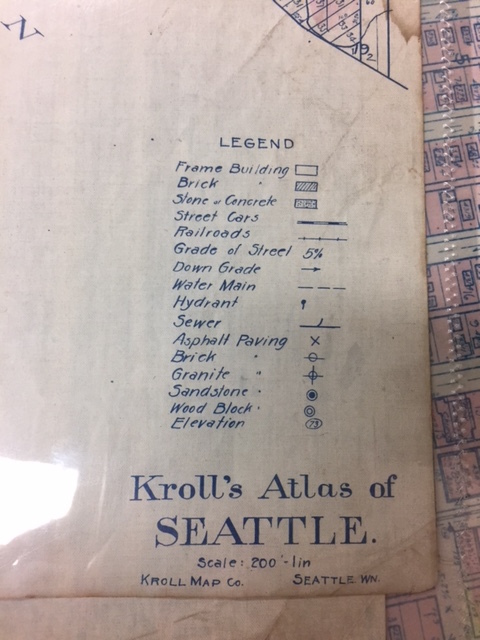 N
LEGEND
Frame Building
Brick "
Stone or Concrete
Street Cars
Railroads
Grade of Street 5%
Down Grade
Water Main
Hydrant
Sewer
Asphalt Paving X
Brick "
Granite "
Sandstone "
Wood Block "
Elevation
Kroll's Atlas of
SEATTLE.
Scale: 200'-1in
KROLL MAP CO. SEATTLE WN.